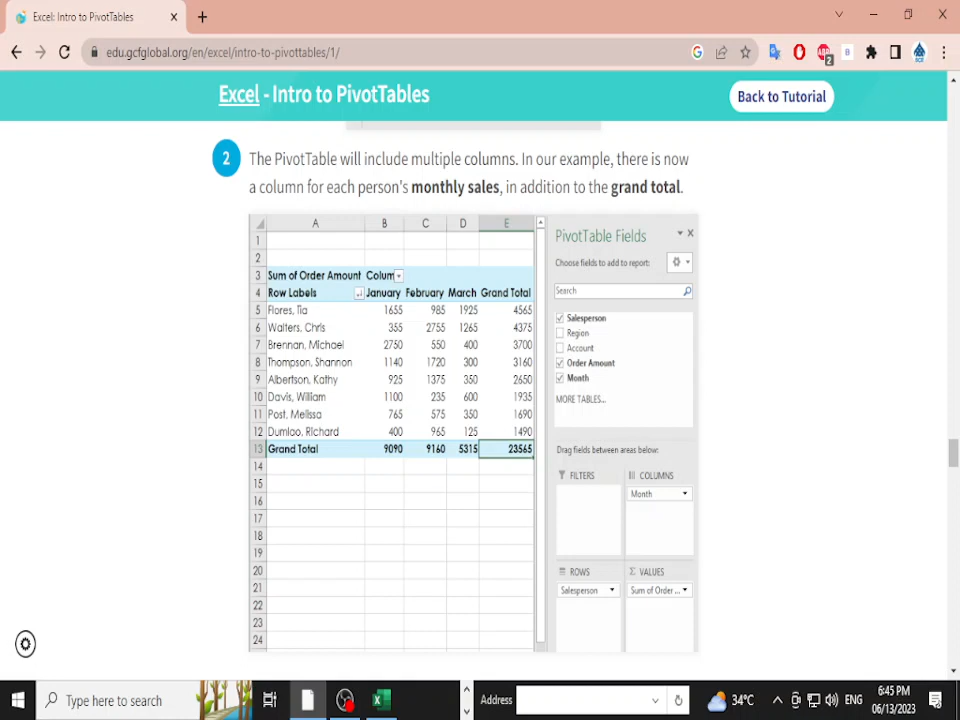 Excel: Intro to PivotTables
edu.gcfglobal.org/en/excel/intro-to-pivottables/1/
Excel - Intro to PivotTables
Back to Tutorial
2
The PivotTable will include multiple columns. In our example, there is now
a column for each person's monthly sales, in addition to the grand total.
A B C D E
1
2
3 Sum of Order Amount Colum
4 Row Labels January February March Grand Total
5 Flores, Tia 1655 985 1925 4565
6 Walters, Chris 355 2755 1265 4375
7 Brennan, Michael 2750 550 400 3700
8 Thompson, Shannon 1140 1720 300 3160
9 Albertson, Kathy 925 1375 350 2650
10 Davis, William 1100 235 600 1935
11 Post, Melissa 765 575 350 1690
12 Dumlao, Richard 400 965 125 1490
13 Grand Total 9090 9160 5315 23565
14
15
16
17
18
19
20
21
22
23
24
PivotTable Fields
Choose fields to add to report:
Search
Salesperson
Region
Account
Order Amount
Month
MORE TABLES...
Drag fields between areas below:
FILTERS
COLUMNS
Month
ROWS
VALUES
Salesperson
Sum of Order ...
Type here to search
Address
34°C
ENG
6:45 PM
06/13/2023